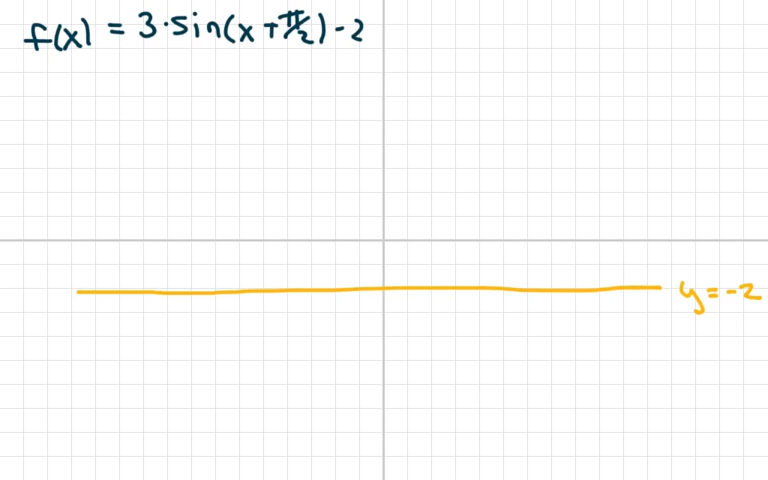 f(x) = 3·sin(x + π/2) - 2
y = -2